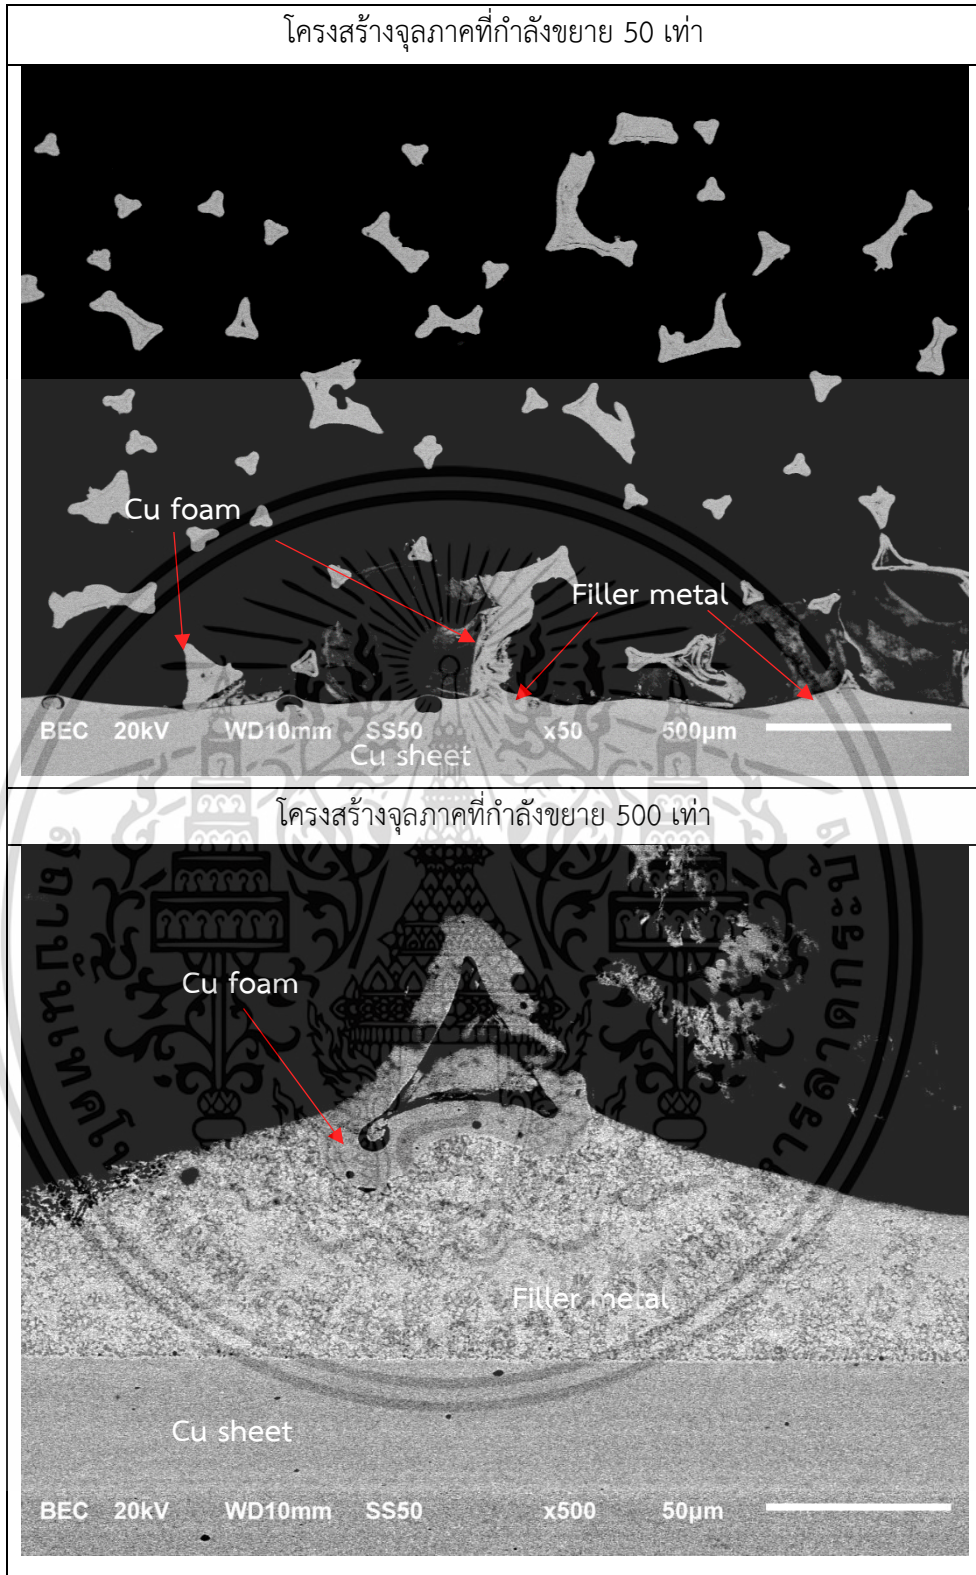 โครงสร้างจุลภาคที่กำลังขยาย 50 เท่า
Cu foam
Filler metal
BEC 20kV WD10mm SS50 x50 500µm
Cu sheet
โครงสร้างจุลภาคที่กำลังขยาย 500 เท่า
Cu foam
Filler metal
Cu sheet
BEC 20kV WD10mm SS50 x500 50µm